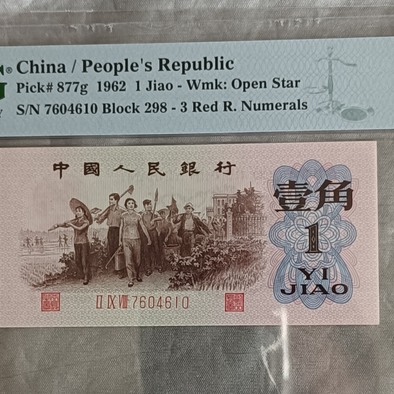 China / People's Republic
Pick# 877g 1962 1 Jiao - Wmk: Open Star
S/N 7604610 Block 298 - 3 Red R. Numerals
中國人民銀行
壹角
1
YI
JIAO
II IX VIII 7604610